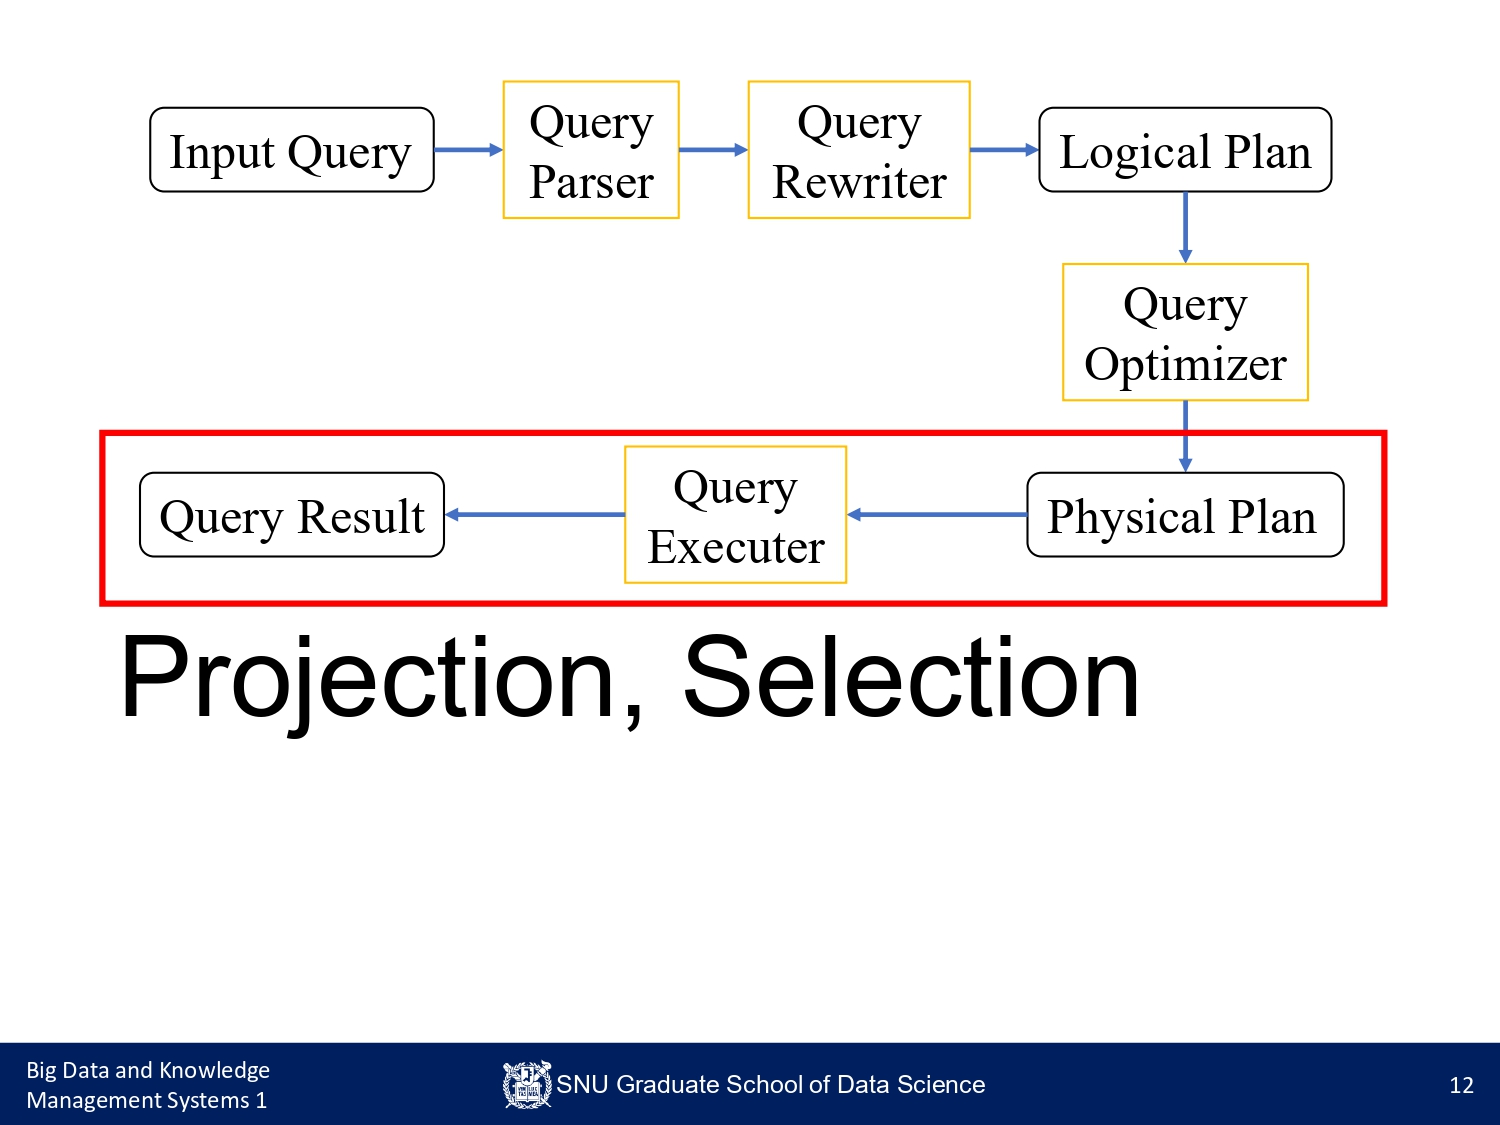 Input Query
Query
Parser
Query
Rewriter
Logical Plan
Query
Optimizer
Query Result
Query
Executer
Physical Plan
Projection, Selection
Big Data and Knowledge
Management Systems 1
SNU Graduate School of Data Science
12